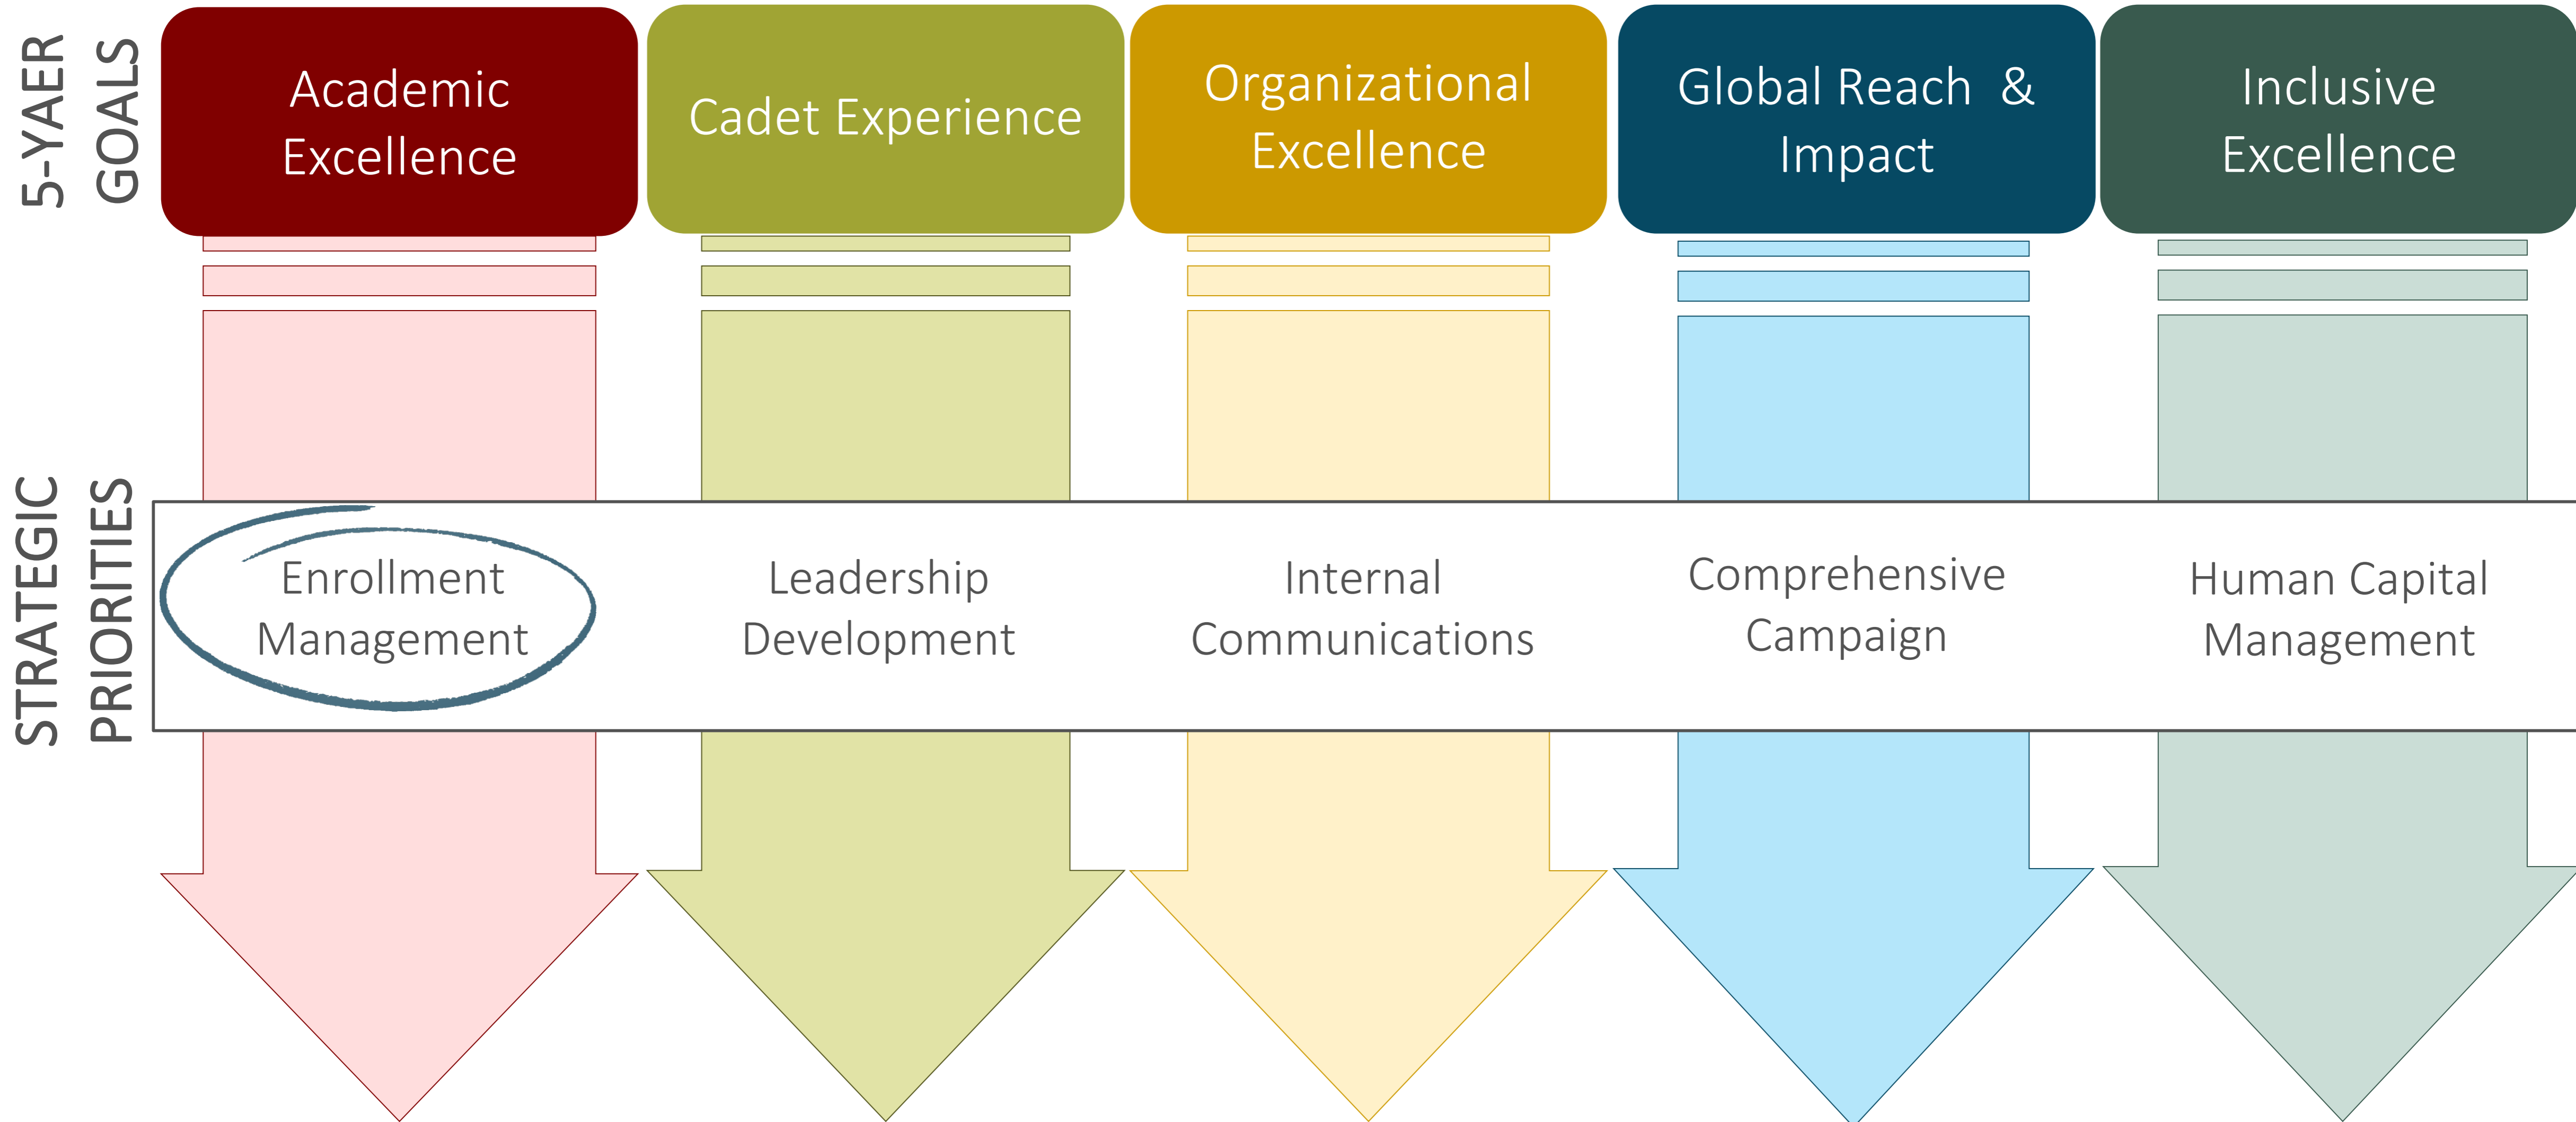 5-YAER
GOALS
Academic
Excellence
Cadet Experience
Organizational
Excellence
Global Reach & 
Impact
Inclusive
Excellence
STRATEGIC
PRIORITIES
Enrollment
Management
Leadership
Development
Internal
Communications
Comprehensive
Campaign
Human Capital
Management